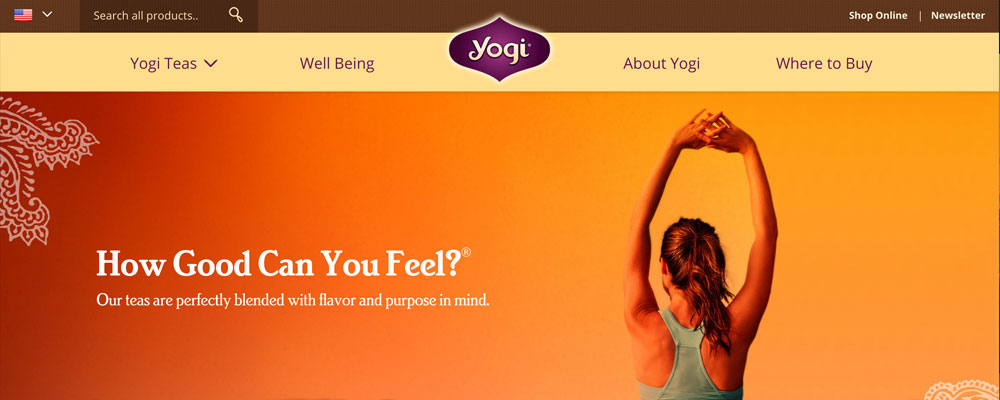 Search all products..
Shop Online | Newsletter
Yogi Teas
Well Being
yogi®
About Yogi
Where to Buy
How Good Can You Feel?®
Our teas are perfectly blended with flavor and purpose in mind.